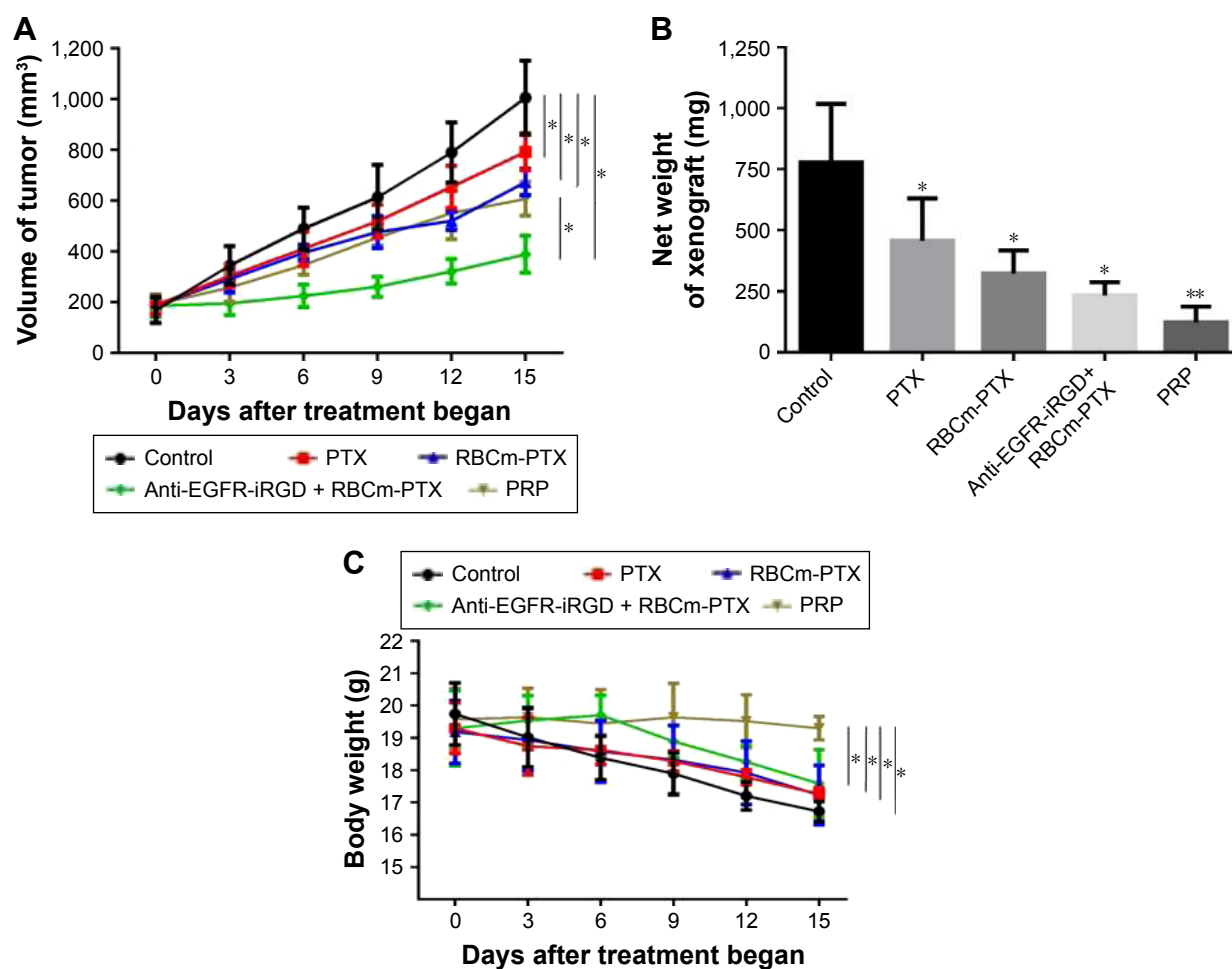 A
Volume of tumor (mm³)
1,200
1,000
800
600
400
200
0
0 3 6 9 12 15
Days after treatment began
* * * *
*
Control PTX RBCm-PTX
Anti-EGFR-iRGD + RBCm-PTX PRP
B
Net weight
of xenograft (mg)
1,250
1,000
750
500
250
0
* * * **
Control
PTX
RBCm-PTX
Anti-EGFR-iRGD+
RBCm-PTX
PRP
C
Control PTX RBCm-PTX
Anti-EGFR-iRGD + RBCm-PTX PRP
Body weight (g)
22
21
20
19
18
17
16
15
* * * *
0 3 6 9 12 15
Days after treatment began